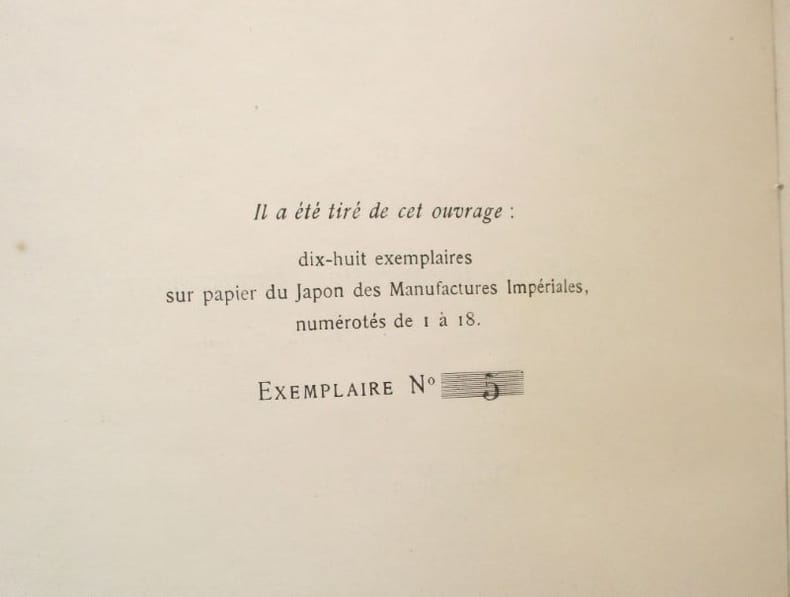 Il a été tiré de cet ouvrage :
dix-huit exemplaires
sur papier du Japon des Manufactures Impériales,
numérotés de 1 à 18.
EXEMPLAIRE Nº 5